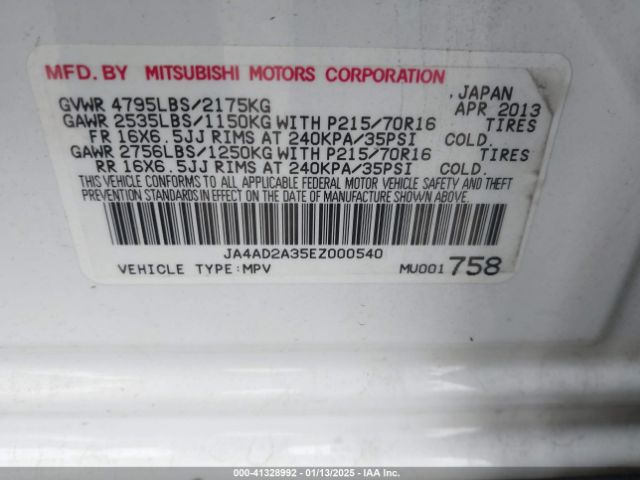 MFD. BY MITSUBISHI MOTORS CORPORATION
, JAPAN
GVWR 4795LBS/2175KG APR 2013
GAWR 2535LBS/1150KG WITH P215/70R16 TIRES
FR 16X6.5JJ RIMS AT 240KPA/35PSI COLD.
GAWR 2756LBS/1250KG WITH P215/70R16 TIRES
RR 16X6.5JJ RIMS AT 240KPA/35PSI COLD.
THIS VEHICLE CONFORMS TO ALL APPLICABLE FEDERAL MOTOR VEHICLE SAFETY AND THEFT
PREVENTION STANDARDS IN EFFECT ON THE DATE OF MANUFACTURE SHOWN ABOVE.
JA4AD2A35EZ000540
VEHICLE TYPE:MPV MU001 758
000-41328992 - 01/13/2025 - IAA Inc.